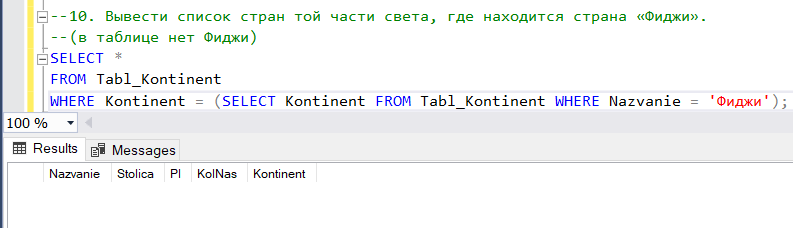 --10. Вывести список стран той части света, где находится страна «Фиджи».
--(в таблице нет Фиджи)
SELECT *
FROM Tabl_Kontinent
WHERE Kontinent = (SELECT Kontinent FROM Tabl_Kontinent WHERE Nazvanie = 'Фиджи');
100 %
Results Messages
Nazvanie Stolica Pl KolNas Kontinent